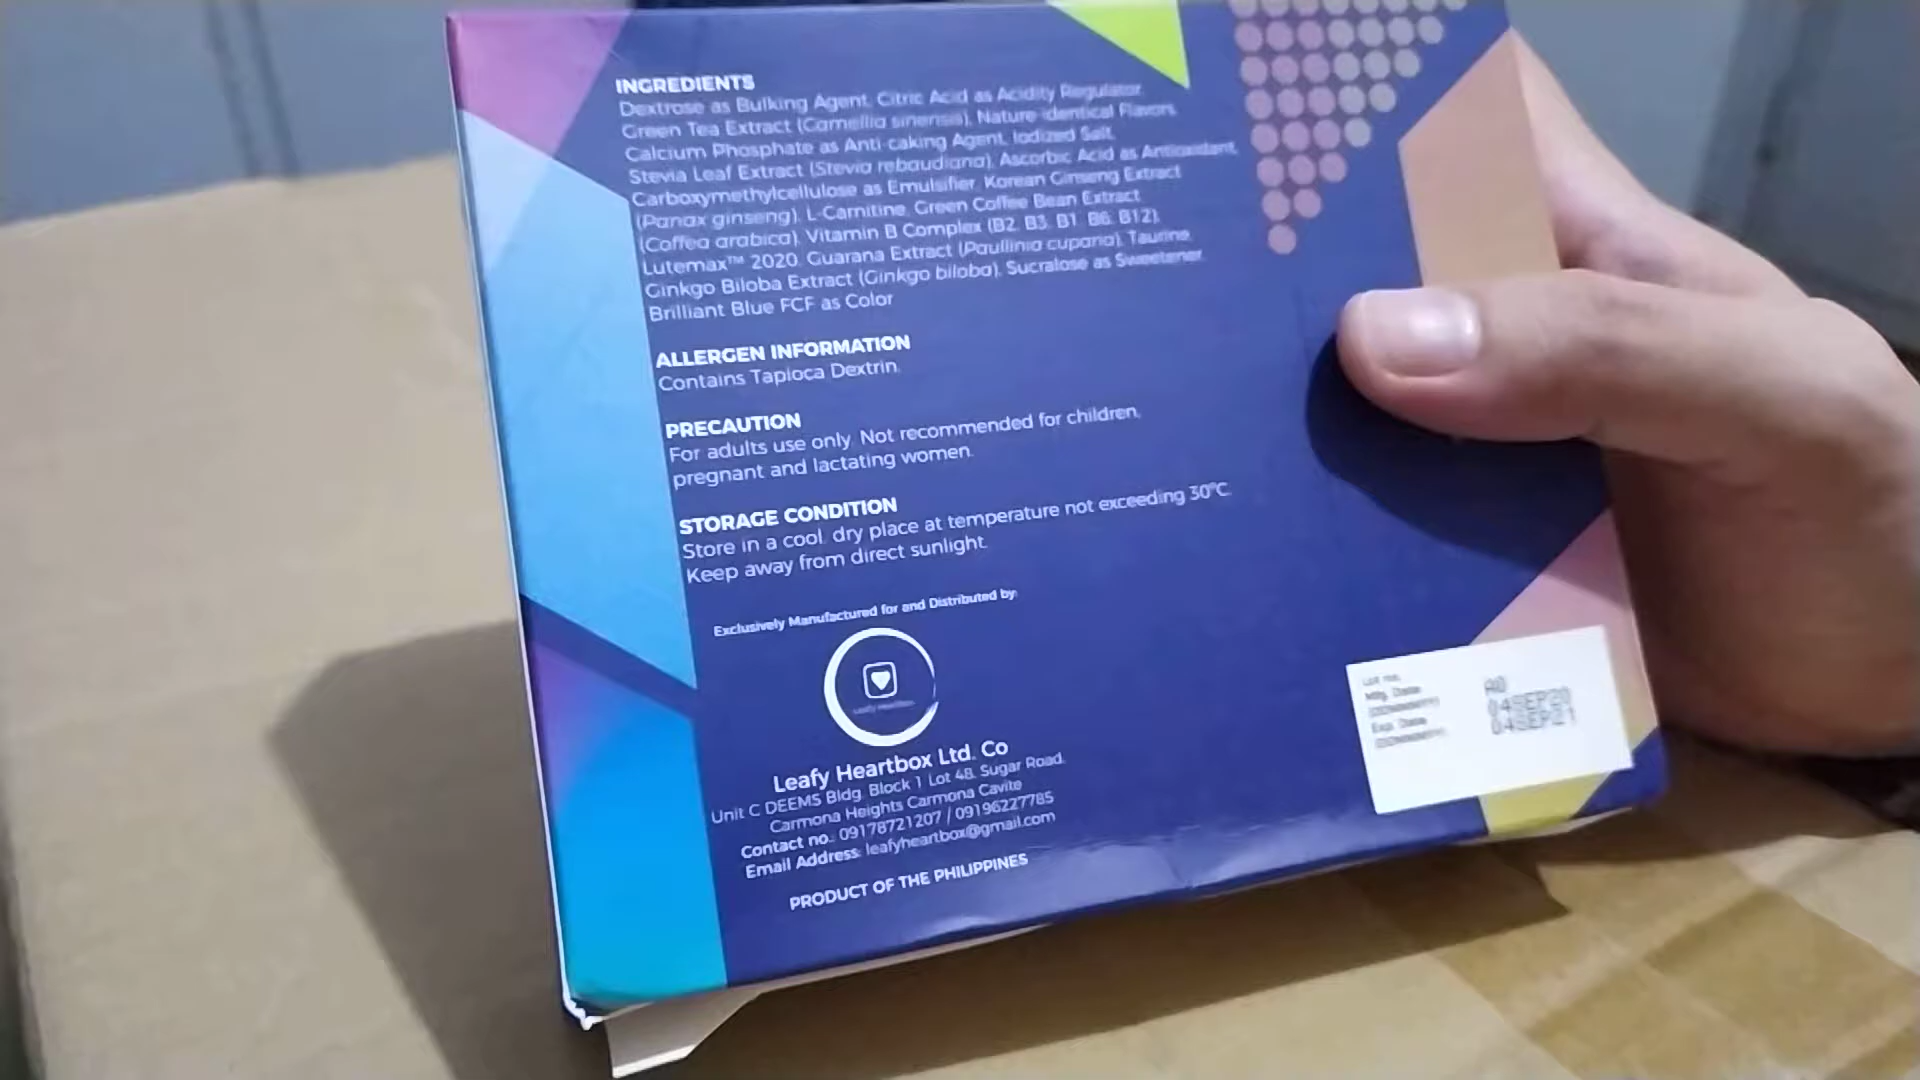 INGREDIENTS
Dextrose as Bulking Agent, Citric Acid as Acidity Regulator,
Green Tea Extract (Camellia sinensis), Nature-identical Flavors,
Calcium Phosphate as Anti-caking Agent, Iodized Salt,
Stevia Leaf Extract (Stevia rebaudiana), Ascorbic Acid as Antioxidant,
Carboxymethylcellulose as Emulsifier, Korean Ginseng Extract
(Panax ginseng), L-Carnitine, Green Coffee Bean Extract
(Coffea arabica), Vitamin B Complex (B2, B3, B1, B6, B12),
Lutemax™ 2020, Guarana Extract (Paullinia cupana), Taurine,
Ginkgo Biloba Extract (Ginkgo biloba), Sucralose as Sweetener,
Brilliant Blue FCF as Color
ALLERGEN INFORMATION
Contains Tapioca Dextrin.
PRECAUTION
For adults use only. Not recommended for children,
pregnant and lactating women.
STORAGE CONDITION
Store in a cool, dry place at temperature not exceeding 30°C.
Keep away from direct sunlight.
Exclusively Manufactured for and Distributed by:
Leafy Heartbox
Leafy Heartbox Ltd. Co
Unit C DEEMS Bldg. Block 1 Lot 48, Sugar Road,
Carmona Heights Carmona Cavite
Contact no.: 09178721207 / 09196227785
Email Address: leafyheartbox@gmail.com
PRODUCT OF THE PHILIPPINES
Lot no.
Mfg. Date 04SEP20
Exp. Date 04SEP21